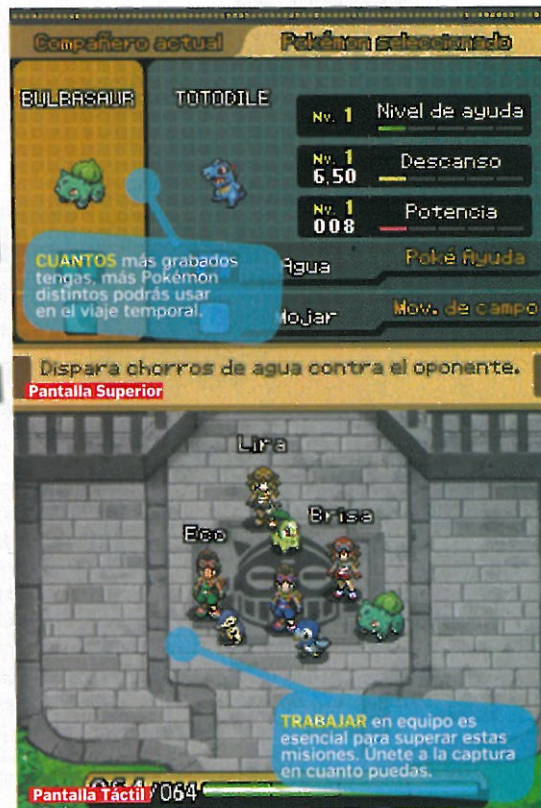 Compañero actual
Pokémon seleccionado
BULBASAUR
TOTODILE
Nv. 1 Nivel de ayuda
Nv. 1
6,50
Descanso
Nv. 1
008
Potencia
CUANTOS más grabados
tengas, más Pokémon
distintos podrás usar
en el viaje temporal.
Agua
Poké Ayuda
Mojar
Mov. de campo
Dispara chorros de agua contra el oponente.
Pantalla Superior
Lira
Brisa
Eco
TRABAJAR en equipo es
esencial para superar estas
misiones. Únete a la captura
en cuanto puedas.
Pantalla Táctil
064/064